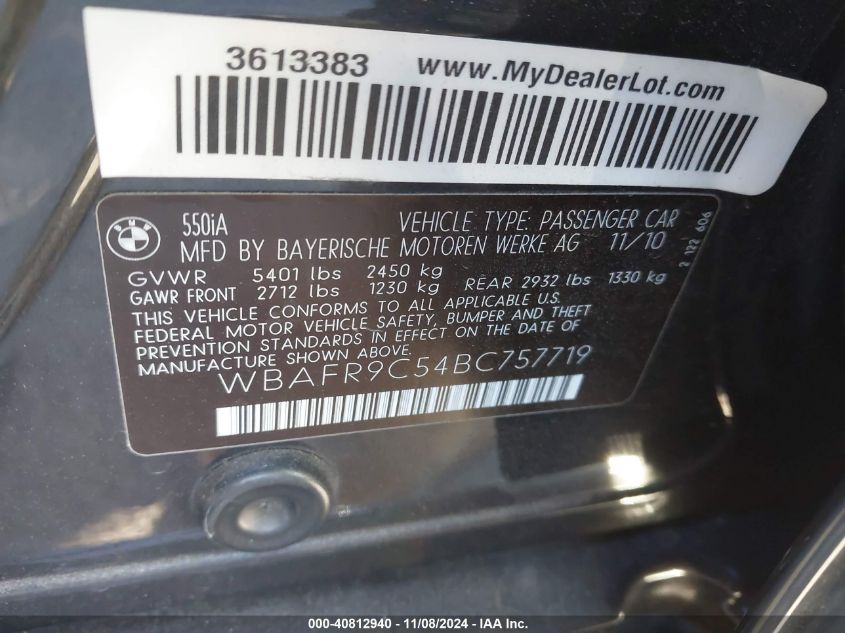 3613383 www.MyDealerLot.com
BMW 550iA VEHICLE TYPE: PASSENGER CAR
MFD BY BAYERISCHE MOTOREN WERKE AG 11/10
GVWR 5401 lbs 2450 kg
GAWR FRONT 2712 lbs 1230 kg REAR 2932 lbs 1330 kg
THIS VEHICLE CONFORMS TO ALL APPLICABLE U.S.
FEDERAL MOTOR VEHICLE SAFETY, BUMPER AND THEFT
PREVENTION STANDARDS IN EFFECT ON THE DATE OF
MANUFACTURE SHOWN ABOVE.
WBAFR9C54BC757719
000-40812940 - 11/08/2024 - IAA Inc.